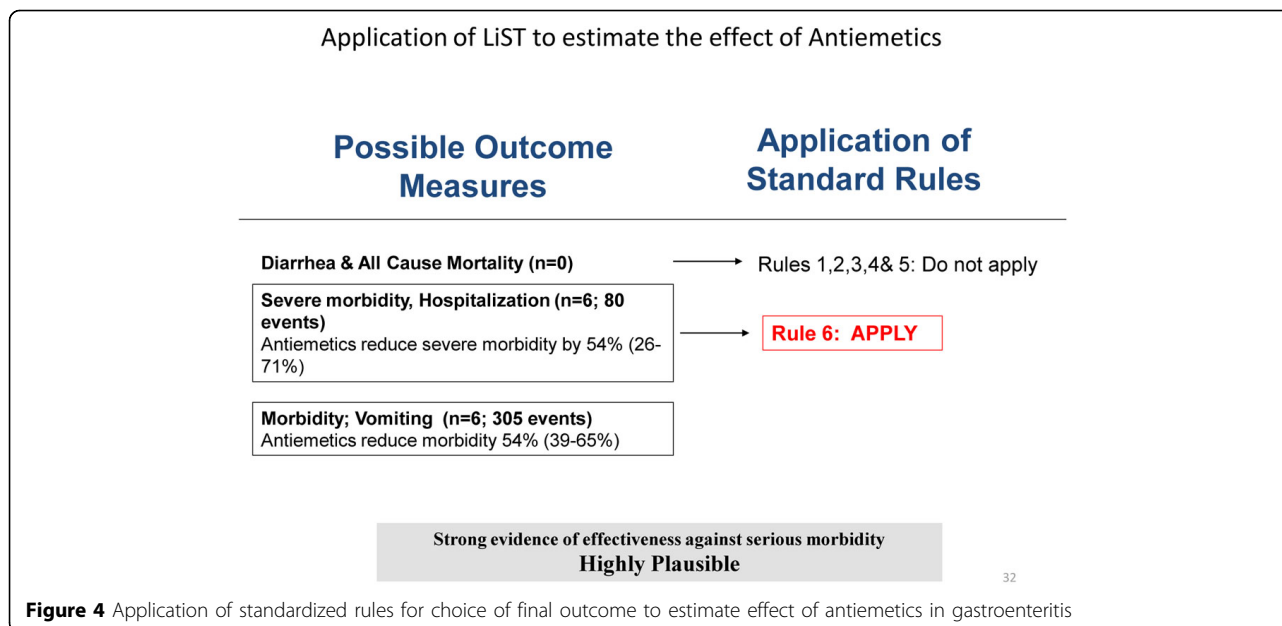 Application of LiST to estimate the effect of Antiemetics
Possible Outcome
Measures
Application of
Standard Rules
Diarrhea & All Cause Mortality (n=0)
Rules 1,2,3,4& 5: Do not apply
Severe morbidity, Hospitalization (n=6; 80
events)
Antiemetics reduce severe morbidity by 54% (26-
71%)
Rule 6: APPLY
Morbidity; Vomiting (n=6; 305 events)
Antiemetics reduce morbidity 54% (39-65%)
Strong evidence of effectiveness against serious morbidity
Highly Plausible
32
Figure 4 Application of standardized rules for choice of final outcome to estimate effect of antiemetics in gastroenteritis